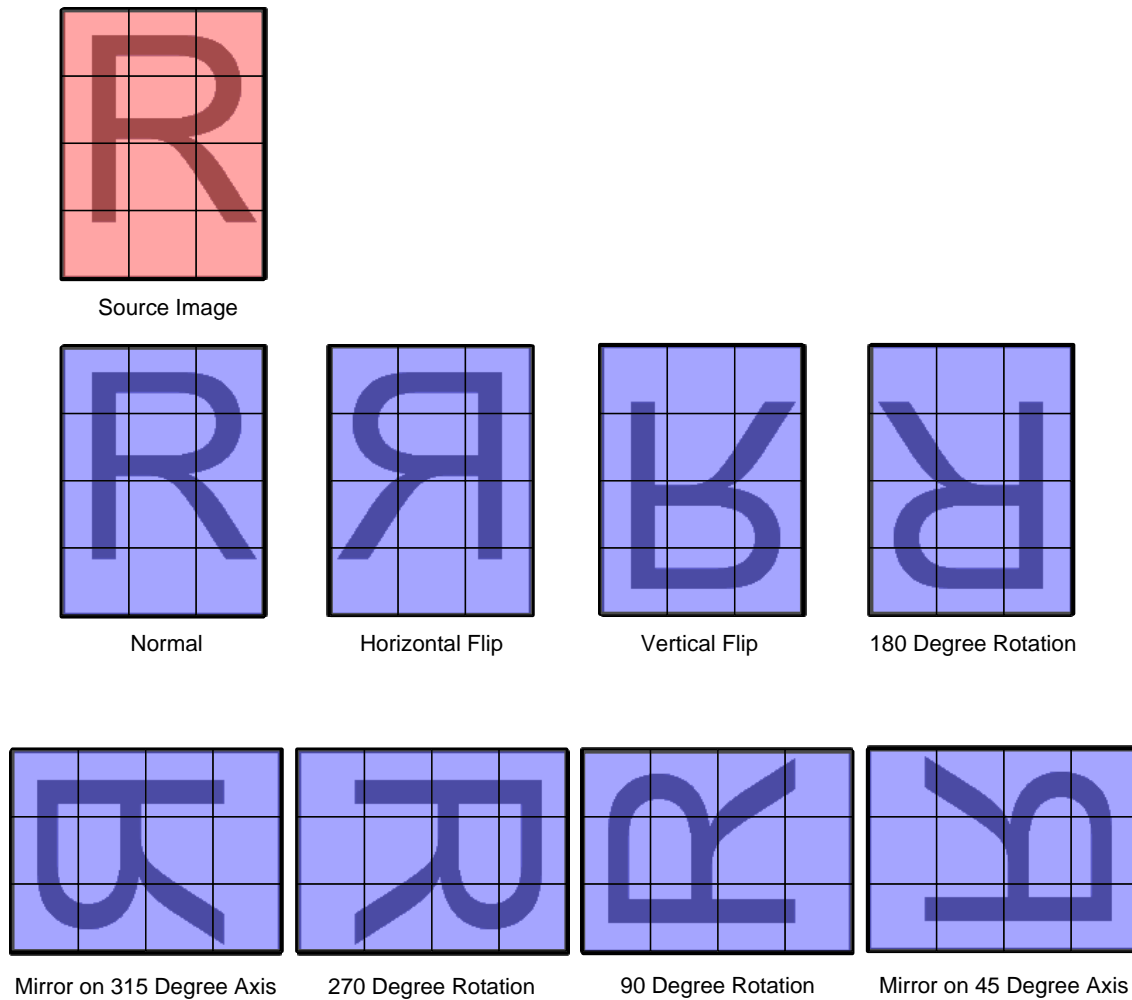 R
Source Image
R R R R
Normal Horizontal Flip Vertical Flip 180 Degree Rotation
R R R R
Mirror on 315 Degree Axis 270 Degree Rotation 90 Degree Rotation Mirror on 45 Degree Axis